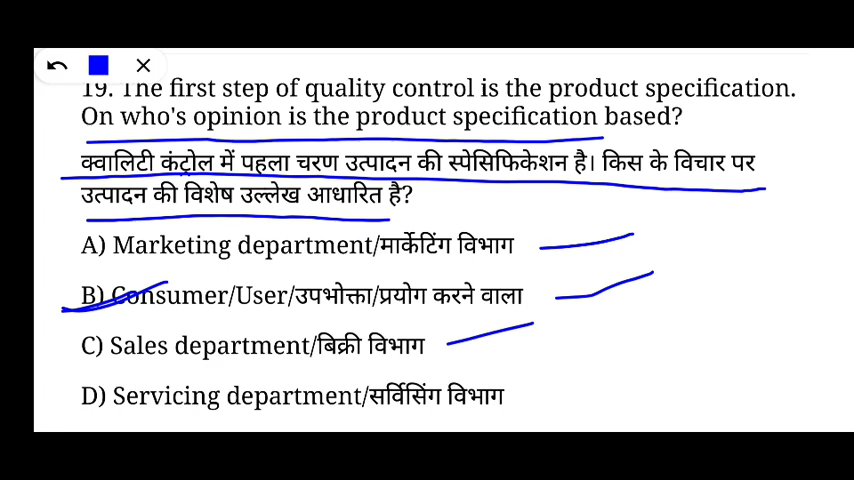 19. The first step of quality control is the product specification.
On who's opinion is the product specification based?
क्वालिटी कंट्रोल में पहला चरण उत्पादन की स्पेसिफिकेशन है। किस के विचार पर
उत्पादन की विशेष उल्लेख आधारित है?
A) Marketing department/मार्केटिंग विभाग
B) Consumer/User/उपभोक्ता/प्रयोग करने वाला
C) Sales department/बिक्री विभाग
D) Servicing department/सर्विसिंग विभाग